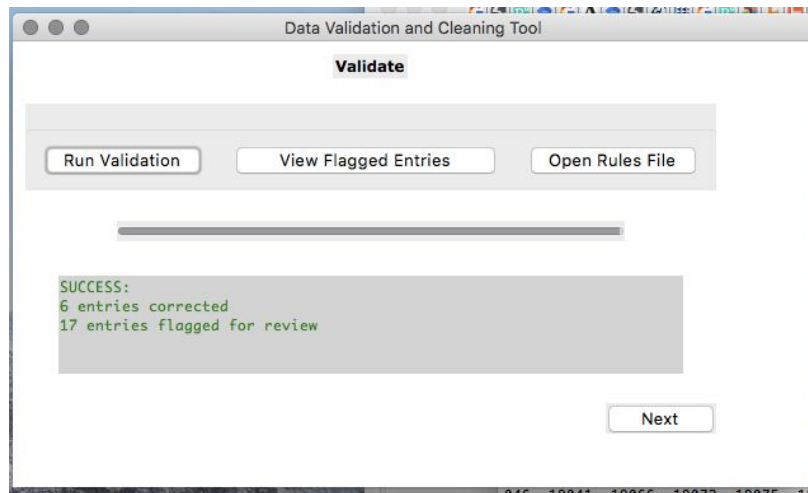 Data Validation and Cleaning Tool
Validate
Run Validation View Flagged Entries Open Rules File
SUCCESS:
6 entries corrected
17 entries flagged for review
Next